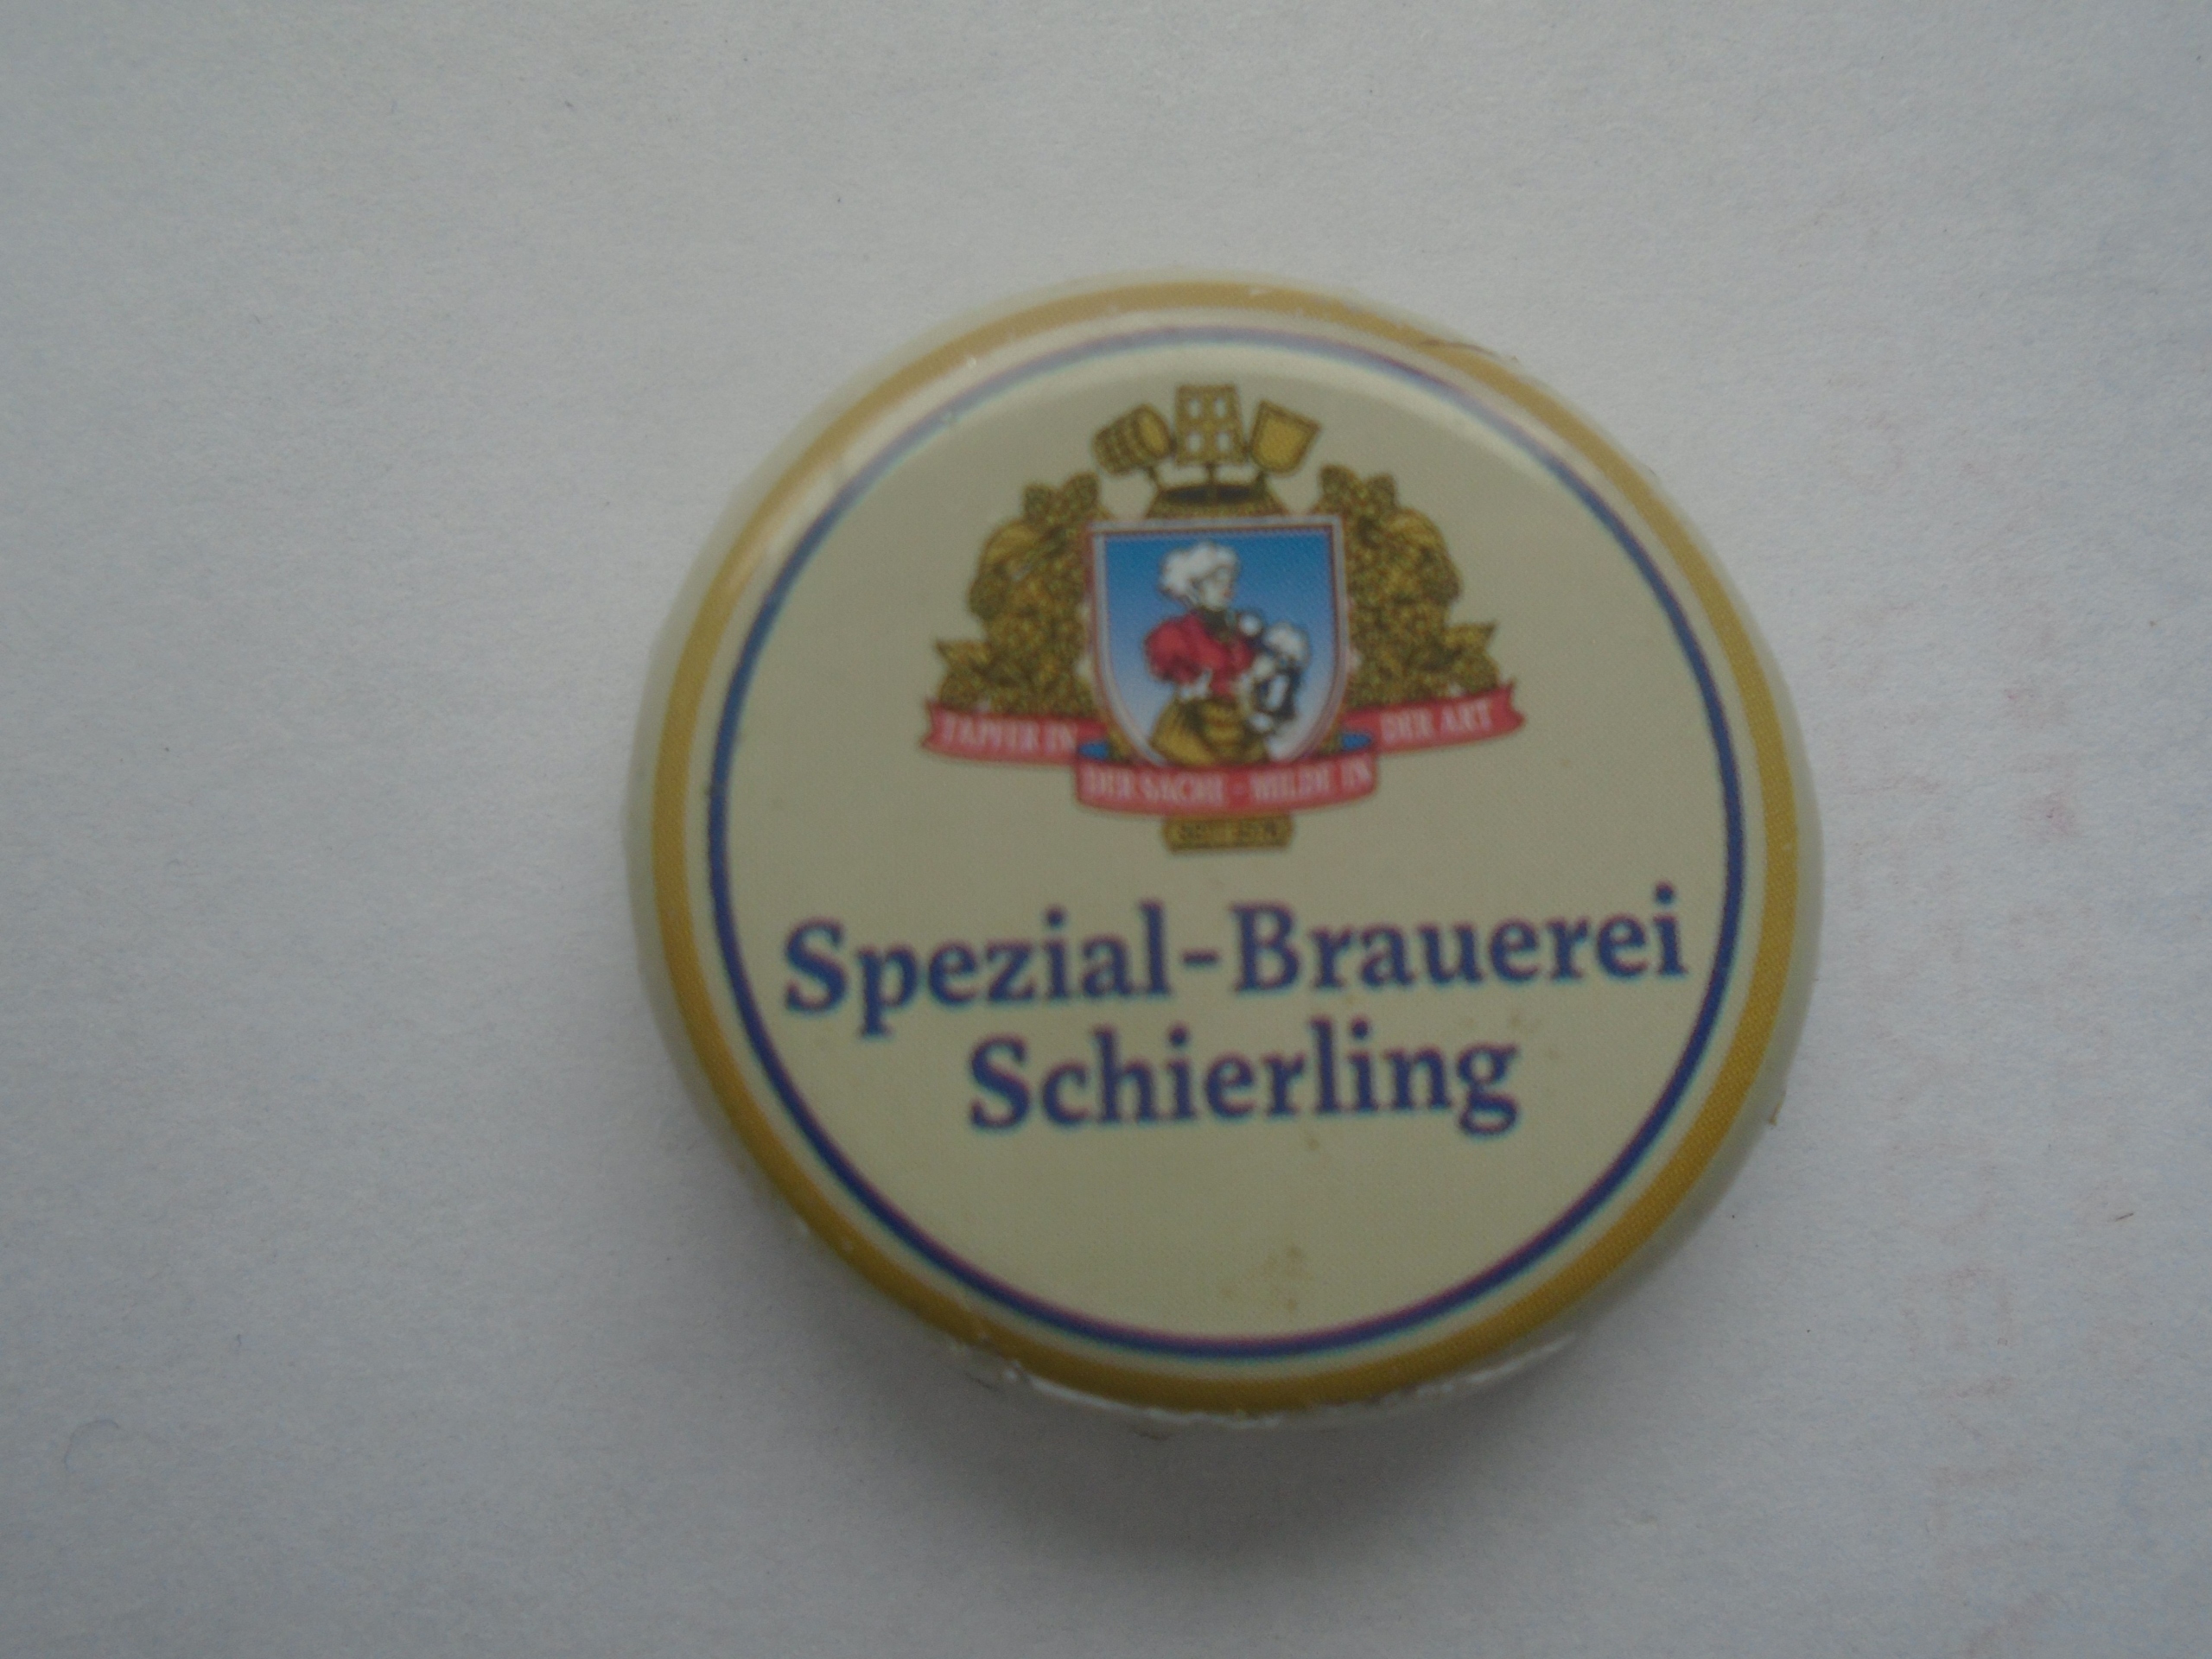 TAPFER IN
DER SACHE - MILDE IN
DER ART
Spezial-Brauerei
Schierling